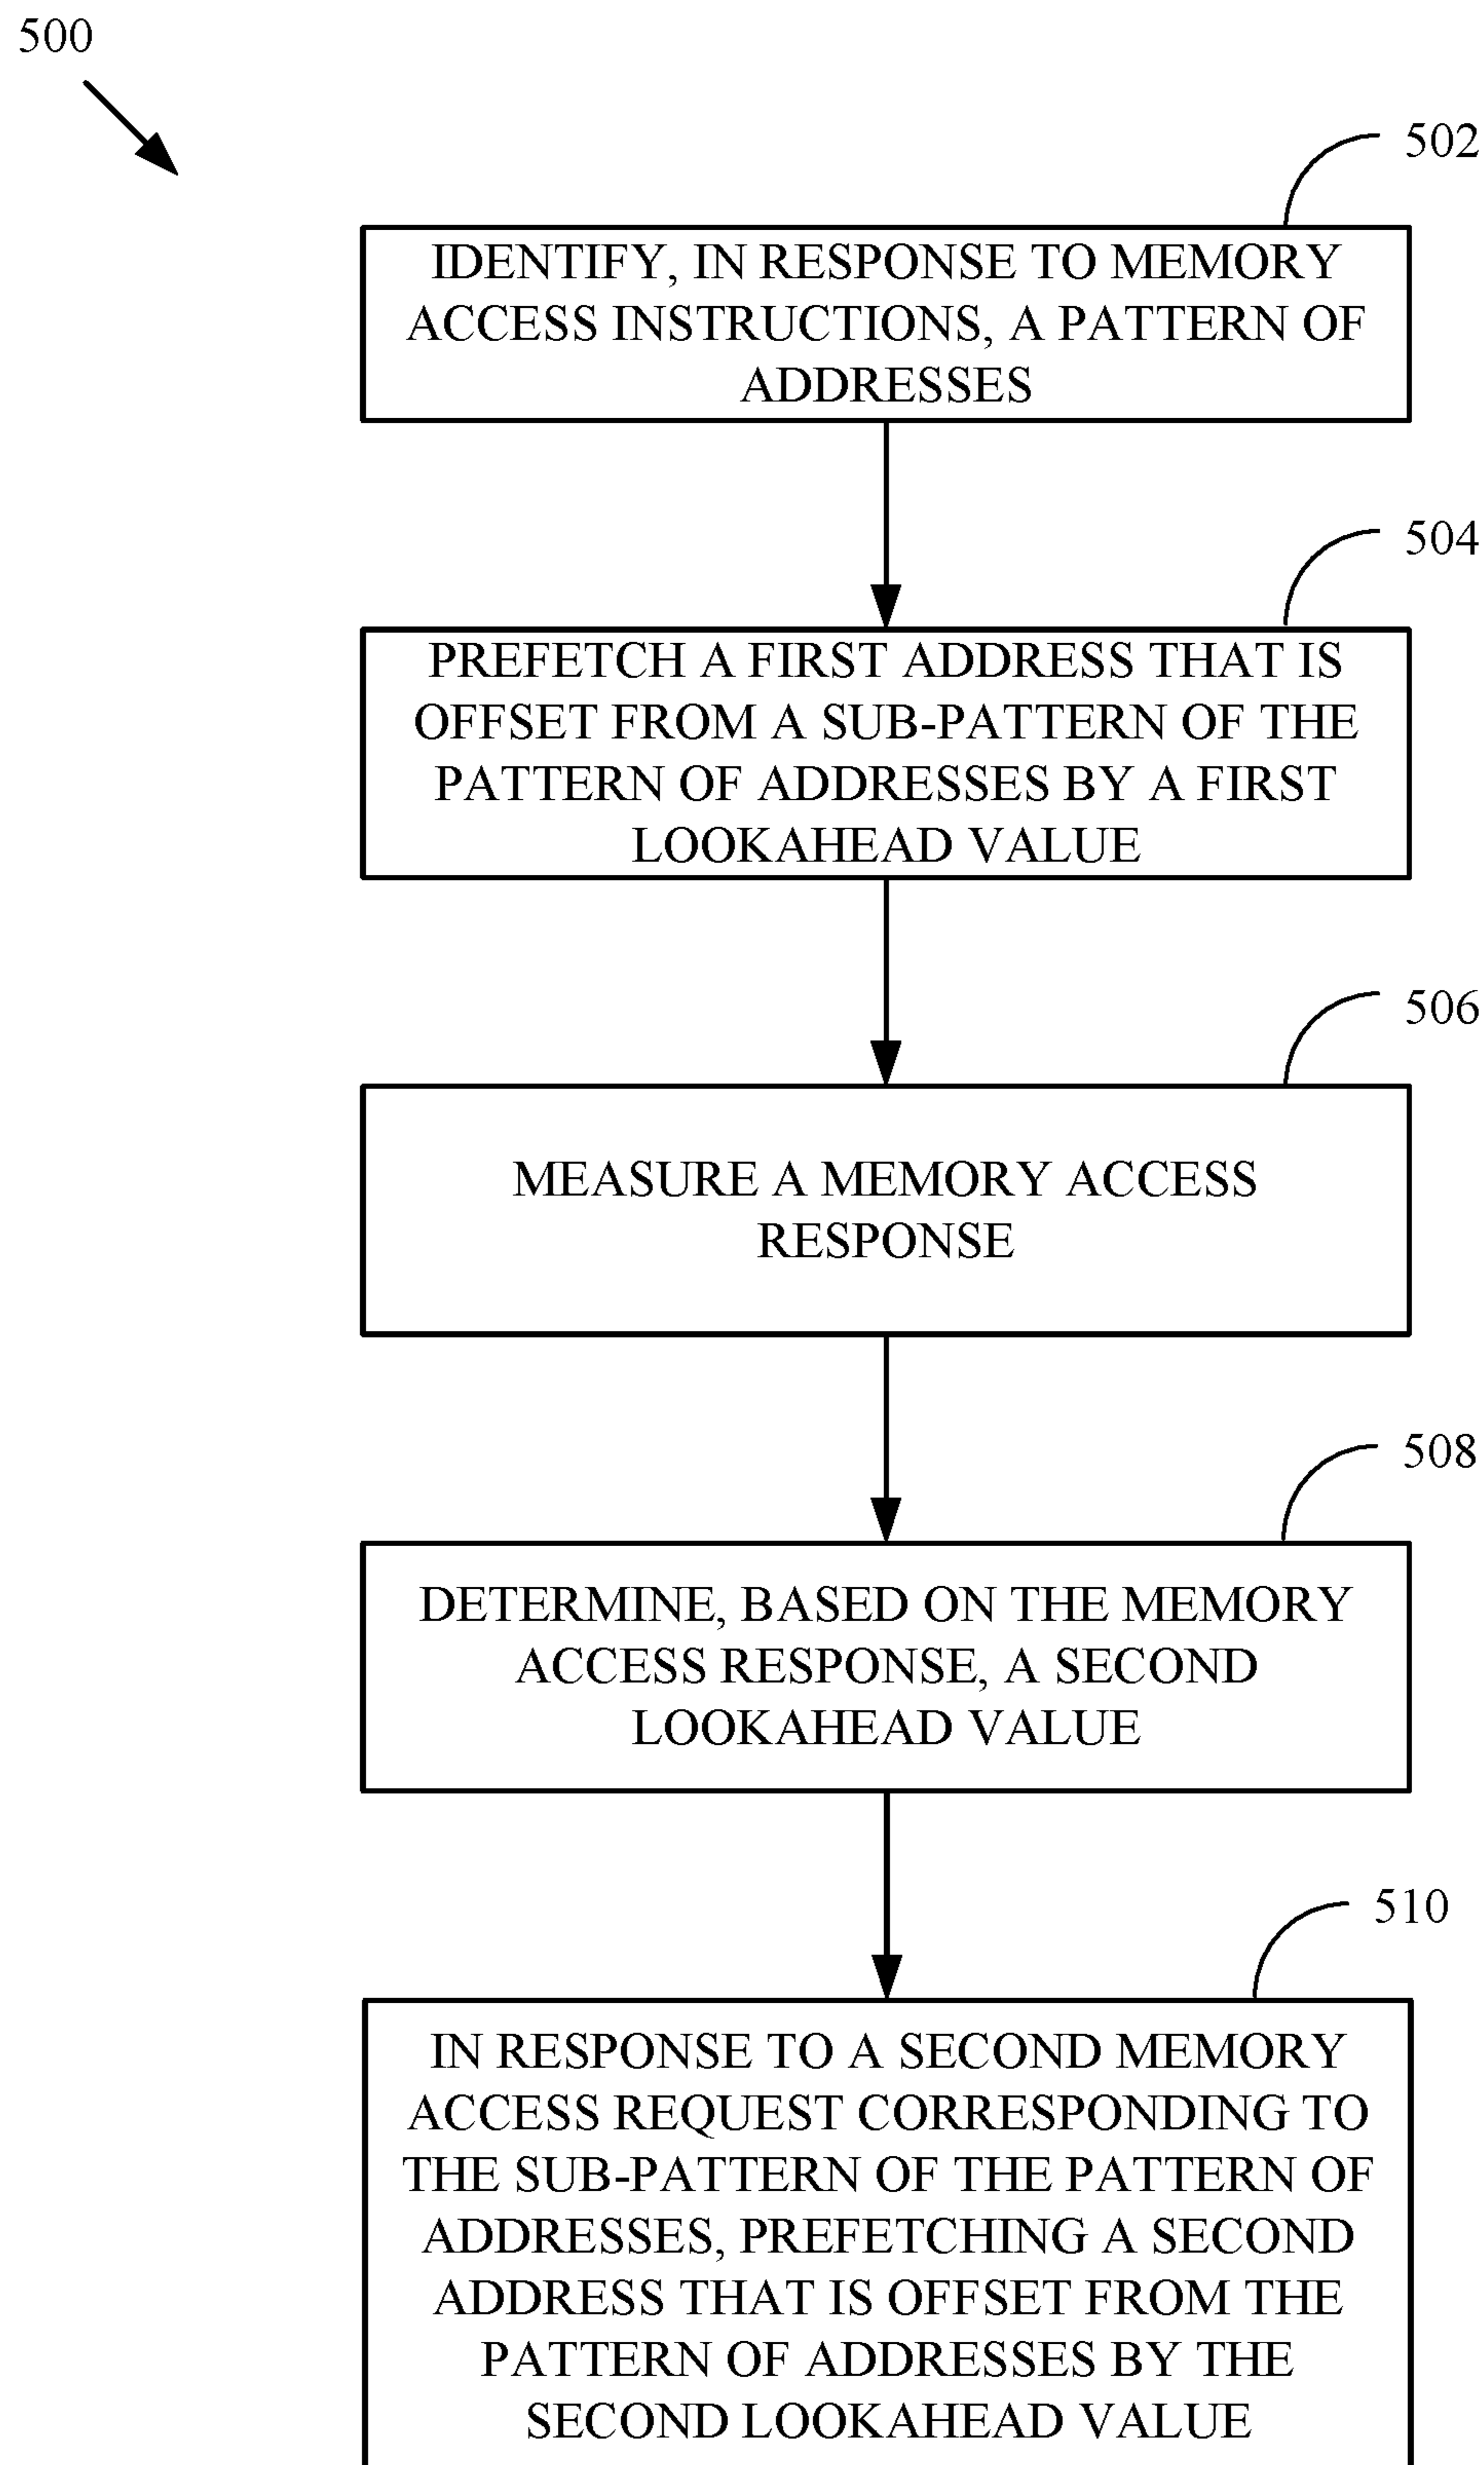 500
502
IDENTIFY, IN RESPONSE TO MEMORY
ACCESS INSTRUCTIONS, A PATTERN OF
ADDRESSES
504
PREFETCH A FIRST ADDRESS THAT IS
OFFSET FROM A SUB-PATTERN OF THE
PATTERN OF ADDRESSES BY A FIRST
LOOKAHEAD VALUE
506
MEASURE A MEMORY ACCESS
RESPONSE
508
DETERMINE, BASED ON THE MEMORY
ACCESS RESPONSE, A SECOND
LOOKAHEAD VALUE
510
IN RESPONSE TO A SECOND MEMORY
ACCESS REQUEST CORRESPONDING TO
THE SUB-PATTERN OF THE PATTERN OF
ADDRESSES, PREFETCHING A SECOND
ADDRESS THAT IS OFFSET FROM THE
PATTERN OF ADDRESSES BY THE
SECOND LOOKAHEAD VALUE